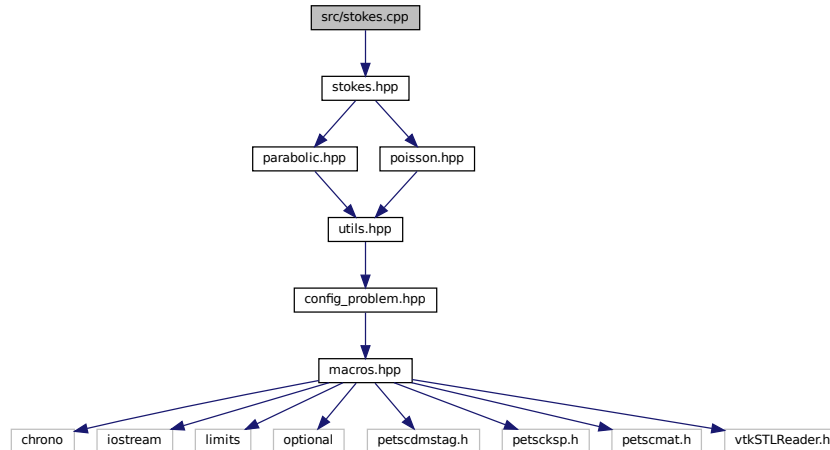 src/stokes.cpp
stokes.hpp
parabolic.hpp
poisson.hpp
utils.hpp
config_problem.hpp
macros.hpp
chrono
iostream
limits
optional
petscdmstag.h
petscksp.h
petscmat.h
vtkSTLReader.h